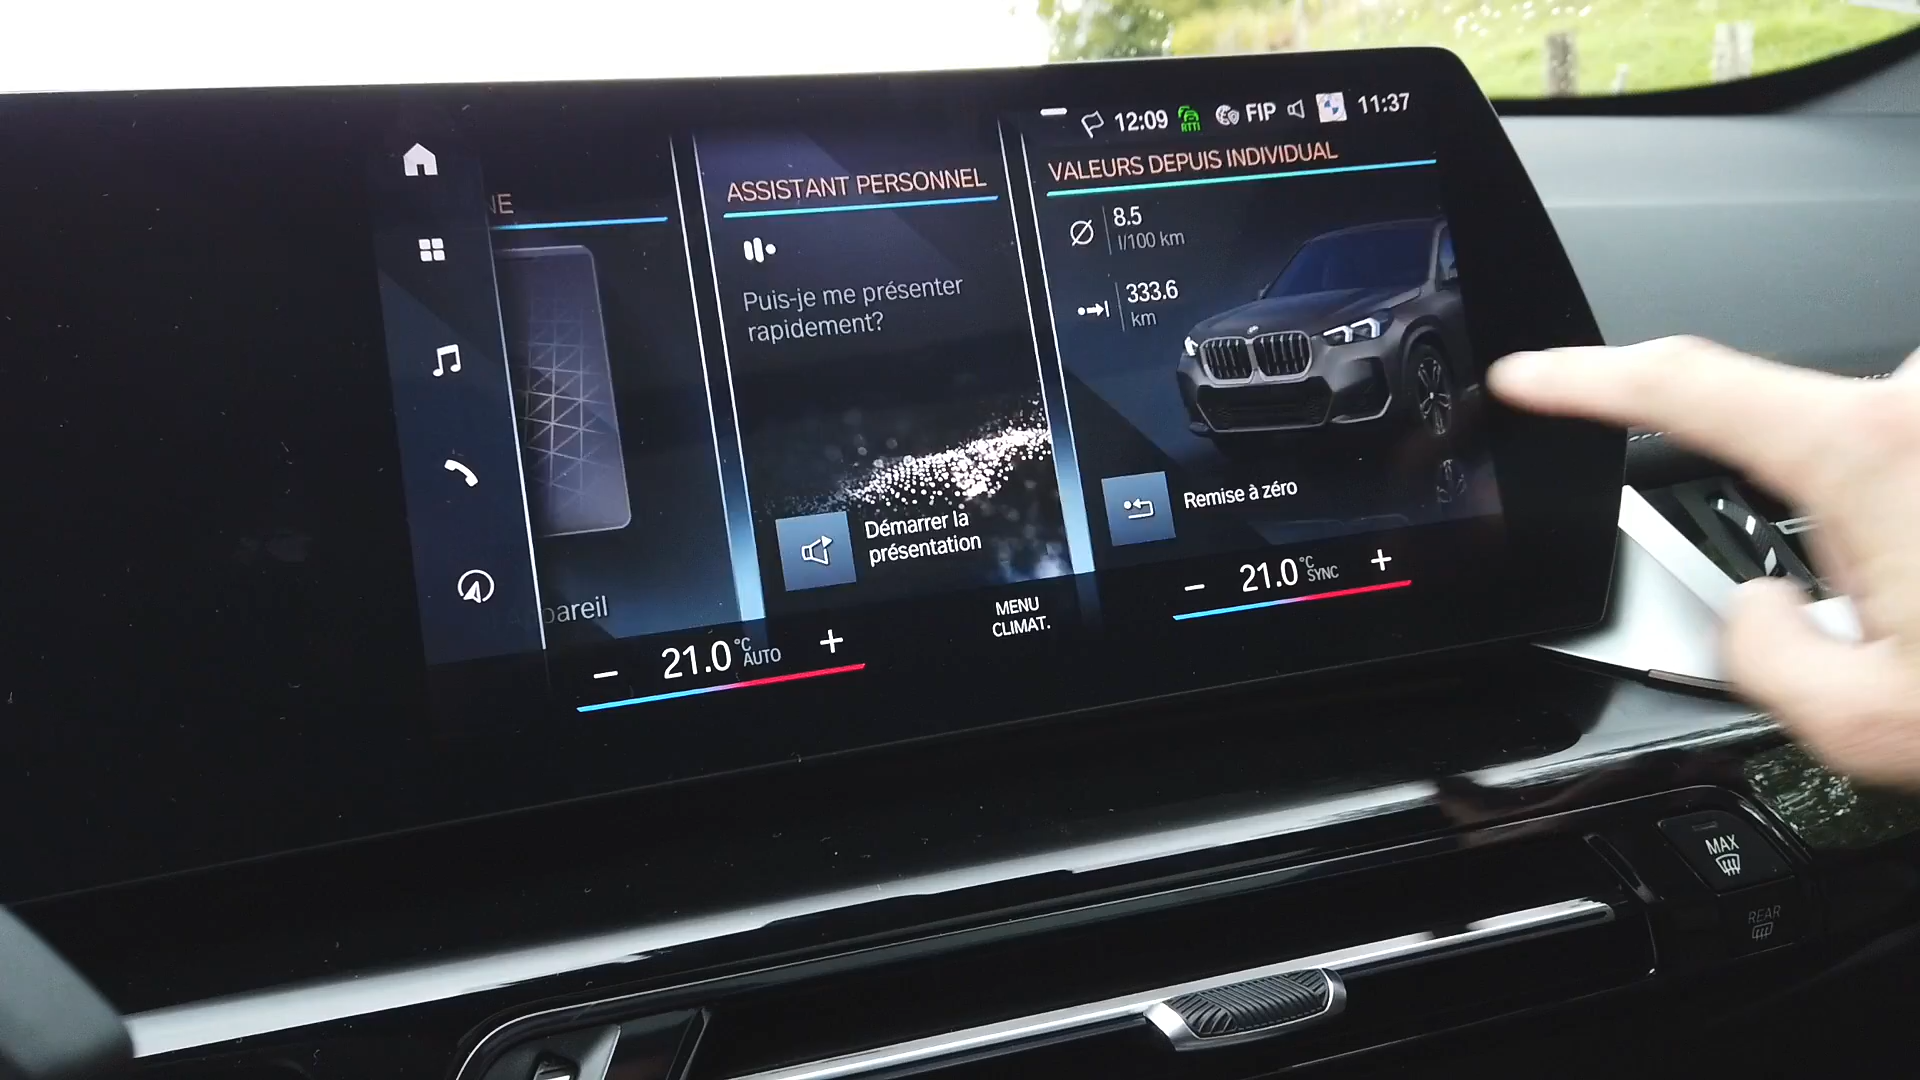 12:09 RTTI FIP 11:37
NE
ASSISTANT PERSONNEL
Puis-je me présenter
rapidement?
Démarrer la
présentation
VALEURS DEPUIS INDIVIDUAL
8.5
l/100 km
333.6
km
Remise à zéro
pareil
21.0 °C AUTO
MENU
CLIMAT.
21.0 °C SYNC
MAX
REAR